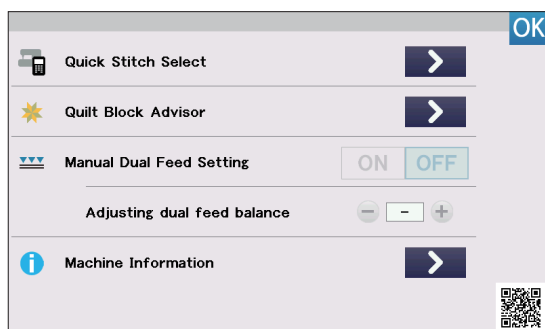 OK
Quick Stitch Select
Quilt Block Advisor
Manual Dual Feed Setting ON OFF
Adjusting dual feed balance - - +
Machine Information